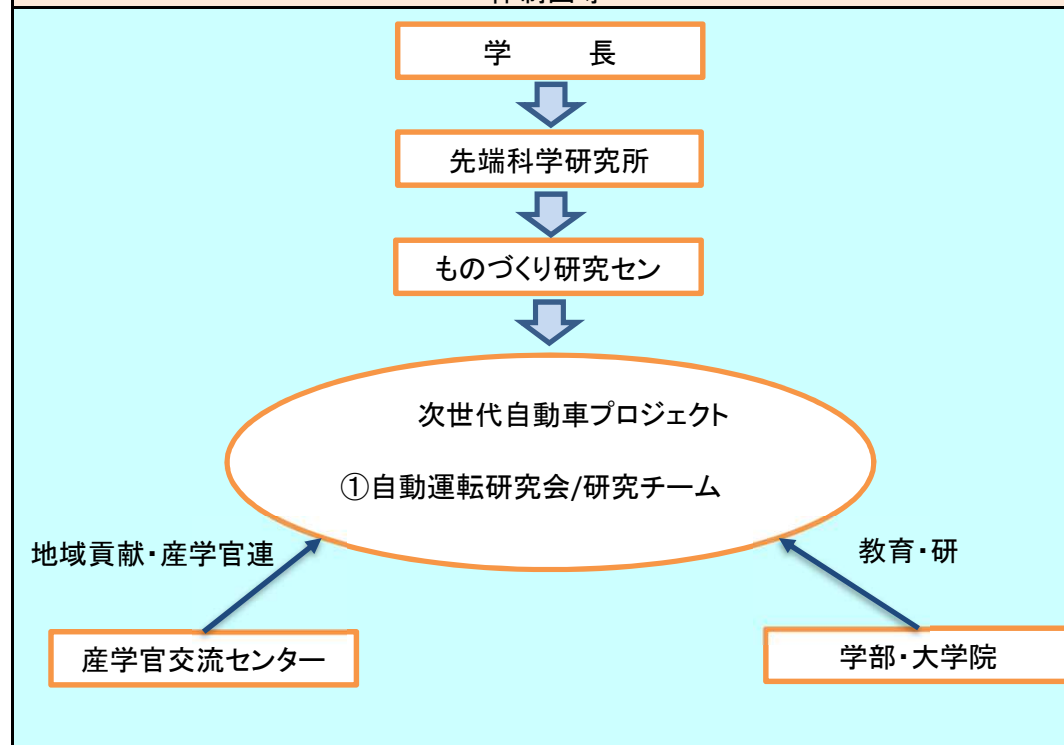 学　　長
先端科学研究所
ものづくり研究セン
次世代自動車プロジェクト
①自動運転研究会/研究チーム
地域貢献・産学官連
教育・研
産学官交流センター
学部・大学院